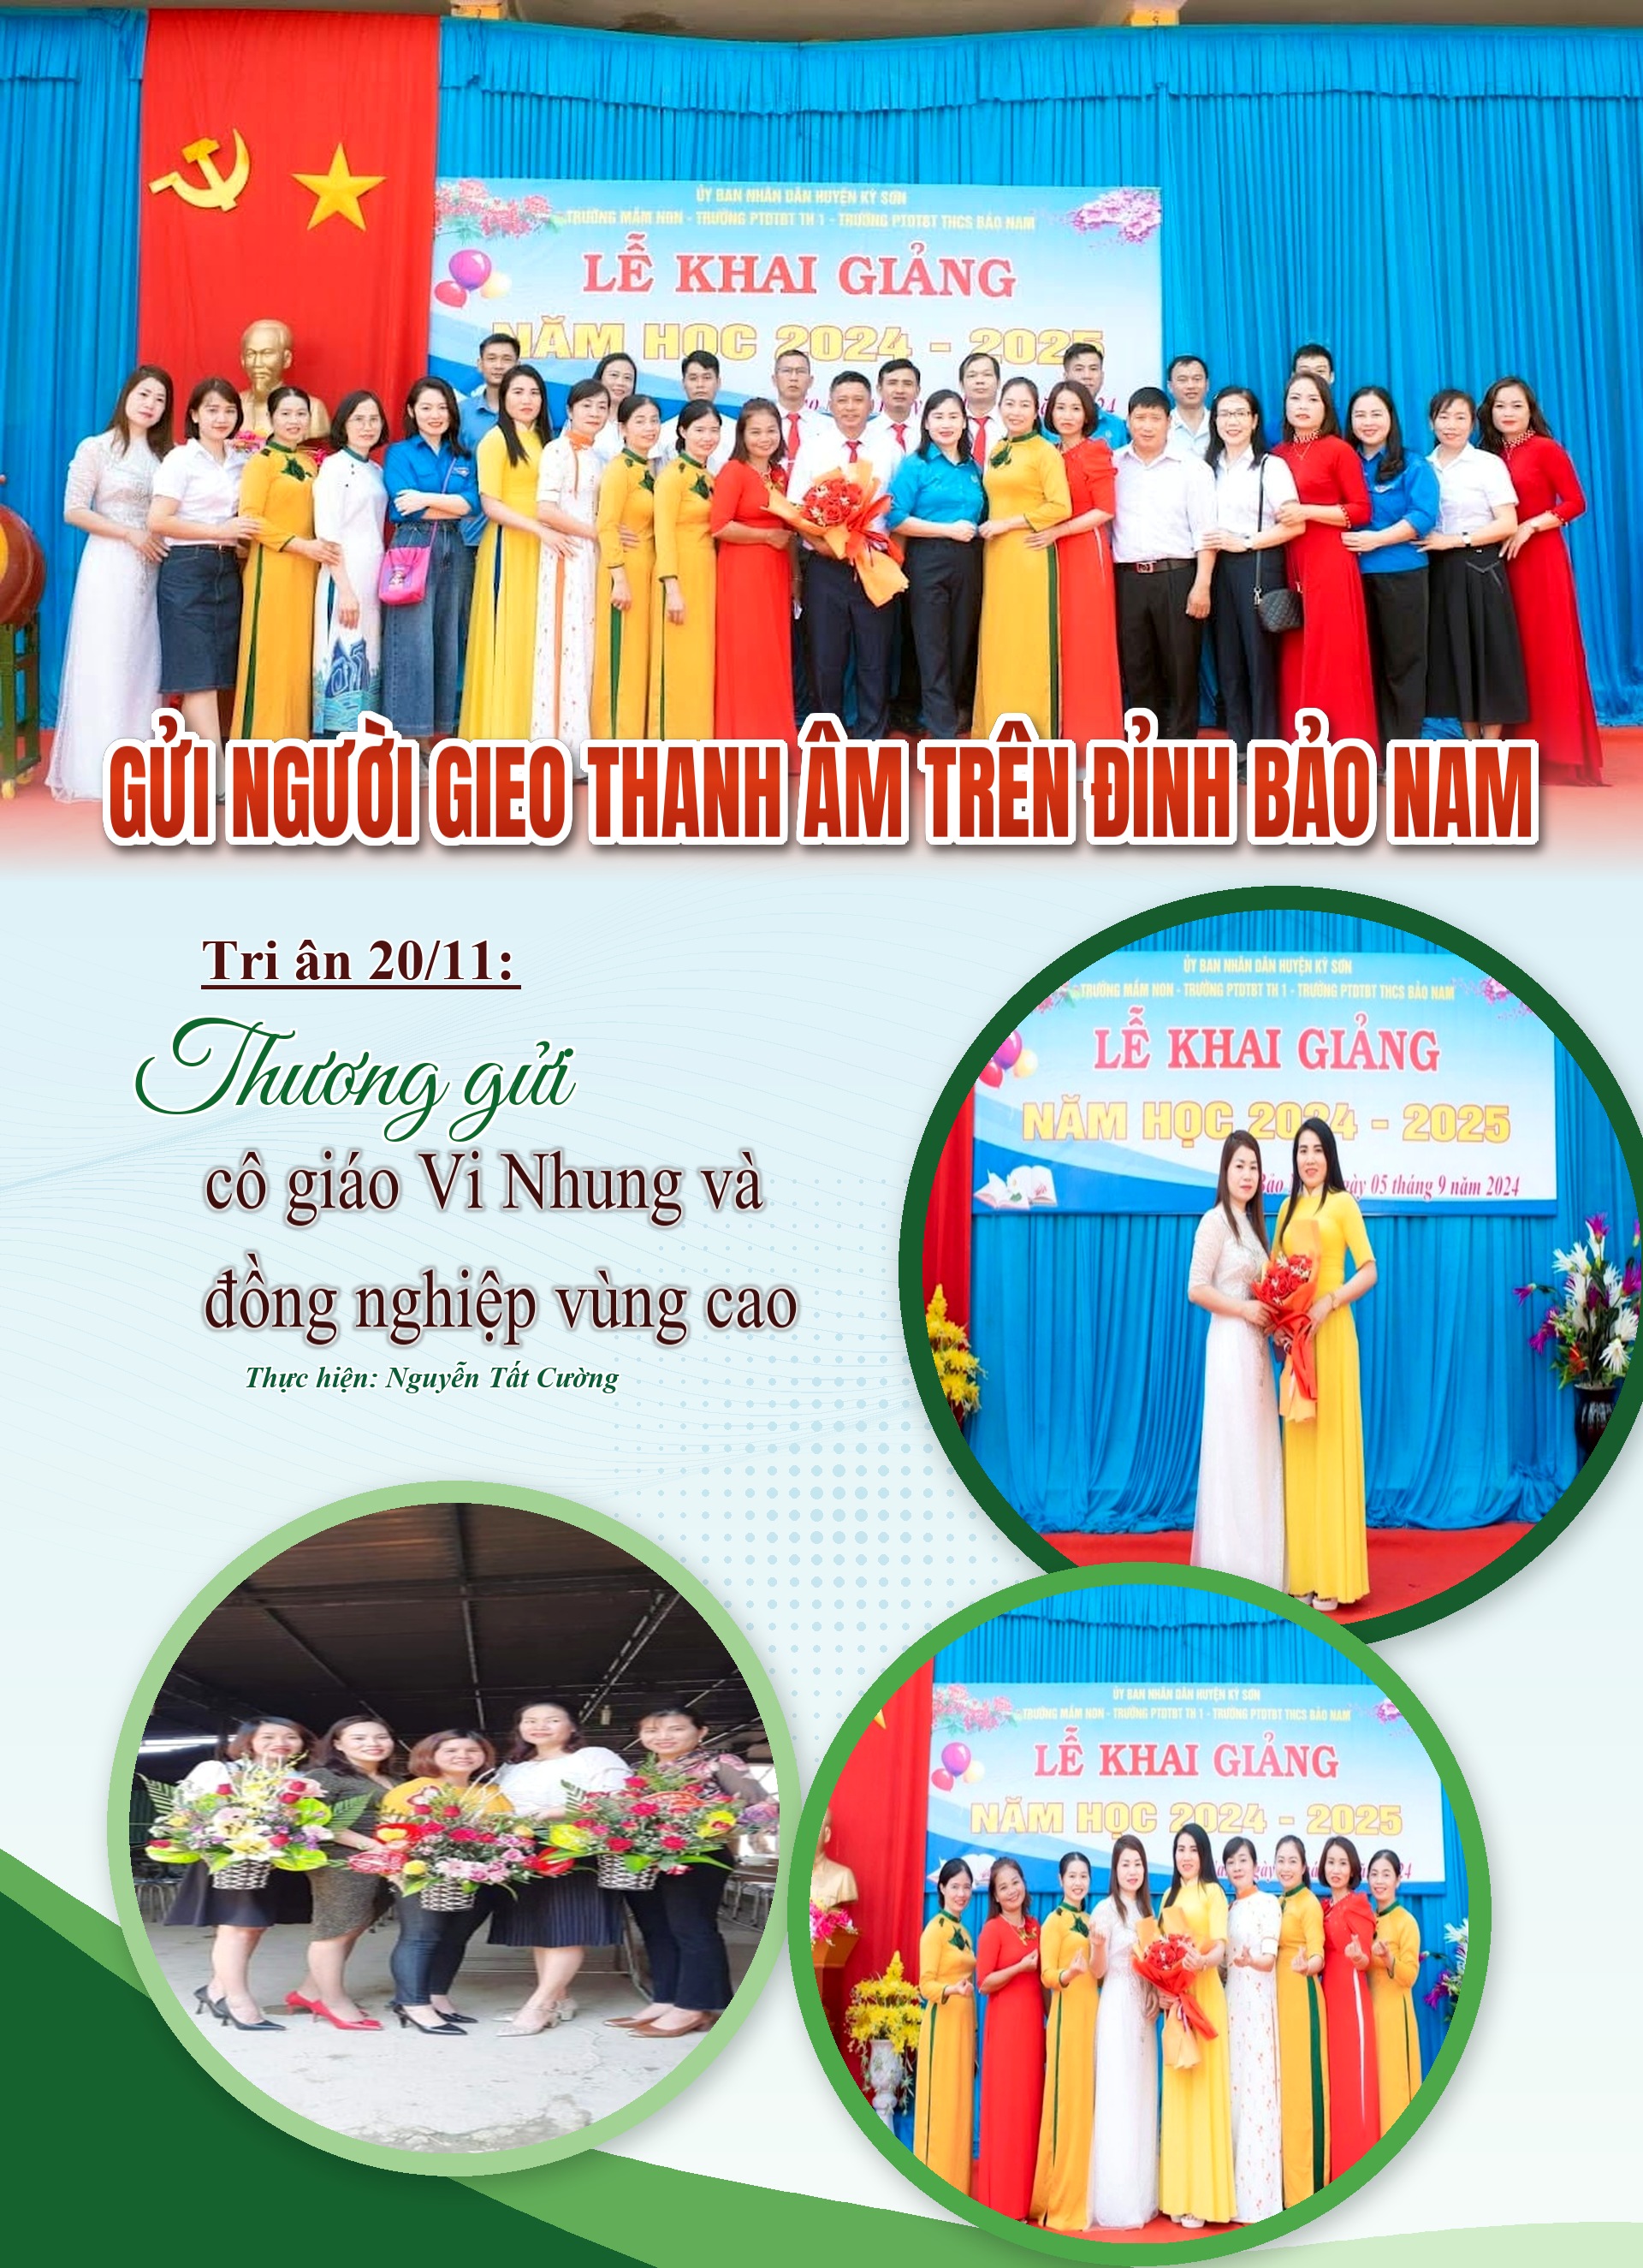 ỦY BAN NHÂN DÂN HUYỆN KỲ SƠN
TRƯỜNG MẦM NON - TRƯỜNG PTDTBT TH 1 - TRƯỜNG PTDTBT THCS BẢO NAM
LỄ KHAI GIẢNG
NĂM HỌC 2024 - 2025
GỬI NGƯỜI GIEO THANH ÂM TRÊN ĐỈNH BẢO NAM
Tri ân 20/11:
Thương gửi
cô giáo Vi Nhung và
đồng nghiệp vùng cao
Thực hiện: Nguyễn Tất Cường
ỦY BAN NHÂN DÂN HUYỆN KỲ SƠN
TRƯỜNG MẦM NON - TRƯỜNG PTDTBT TH 1 - TRƯỜNG PTDTBT THCS BẢO NAM
LỄ KHAI GIẢNG
NĂM HỌC 2024 - 2025
Bảo ngày 05 tháng 9 năm 2024
ỦY BAN NHÂN DÂN HUYỆN KỲ SƠN
TRƯỜNG MẦM NON - TRƯỜNG PTDTBT TH 1 - TRƯỜNG PTDTBT THCS BẢO NAM
LỄ KHAI GIẢNG
NĂM HỌC 2024 - 2025